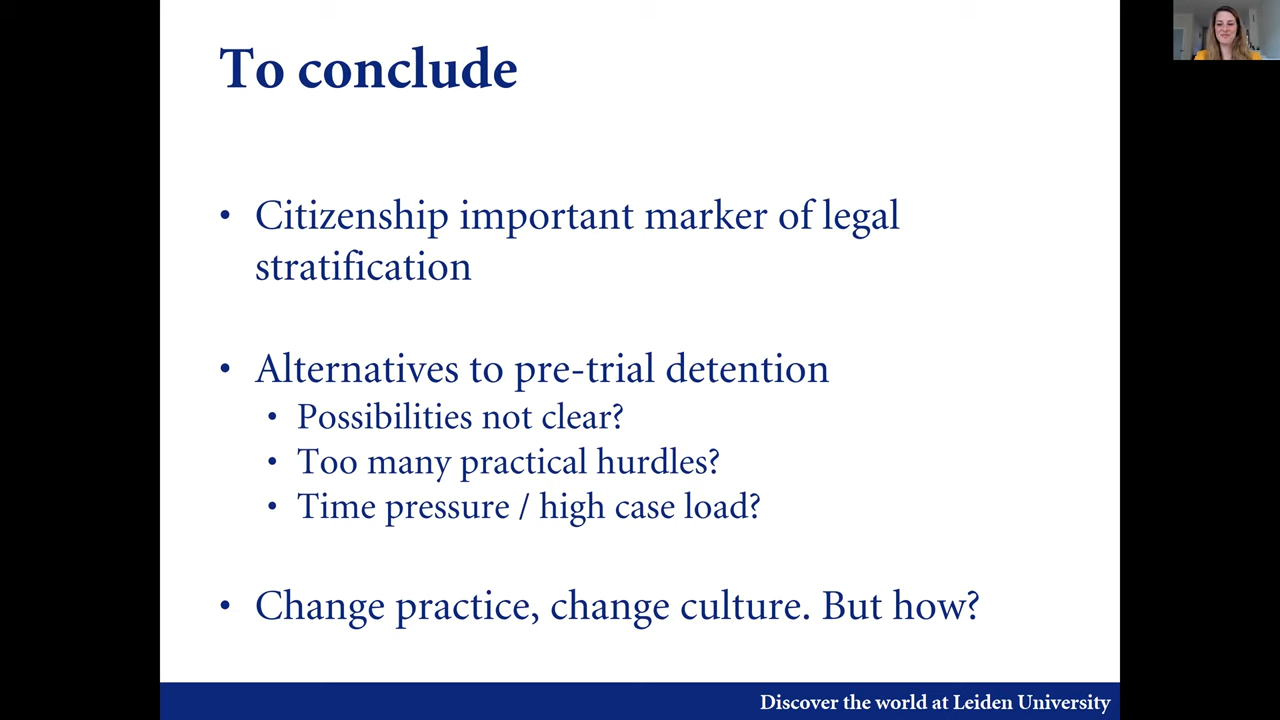 To conclude
• Citizenship important marker of legal
stratification
• Alternatives to pre-trial detention
• Possibilities not clear?
• Too many practical hurdles?
• Time pressure / high case load?
• Change practice, change culture. But how?
Discover the world at Leiden University